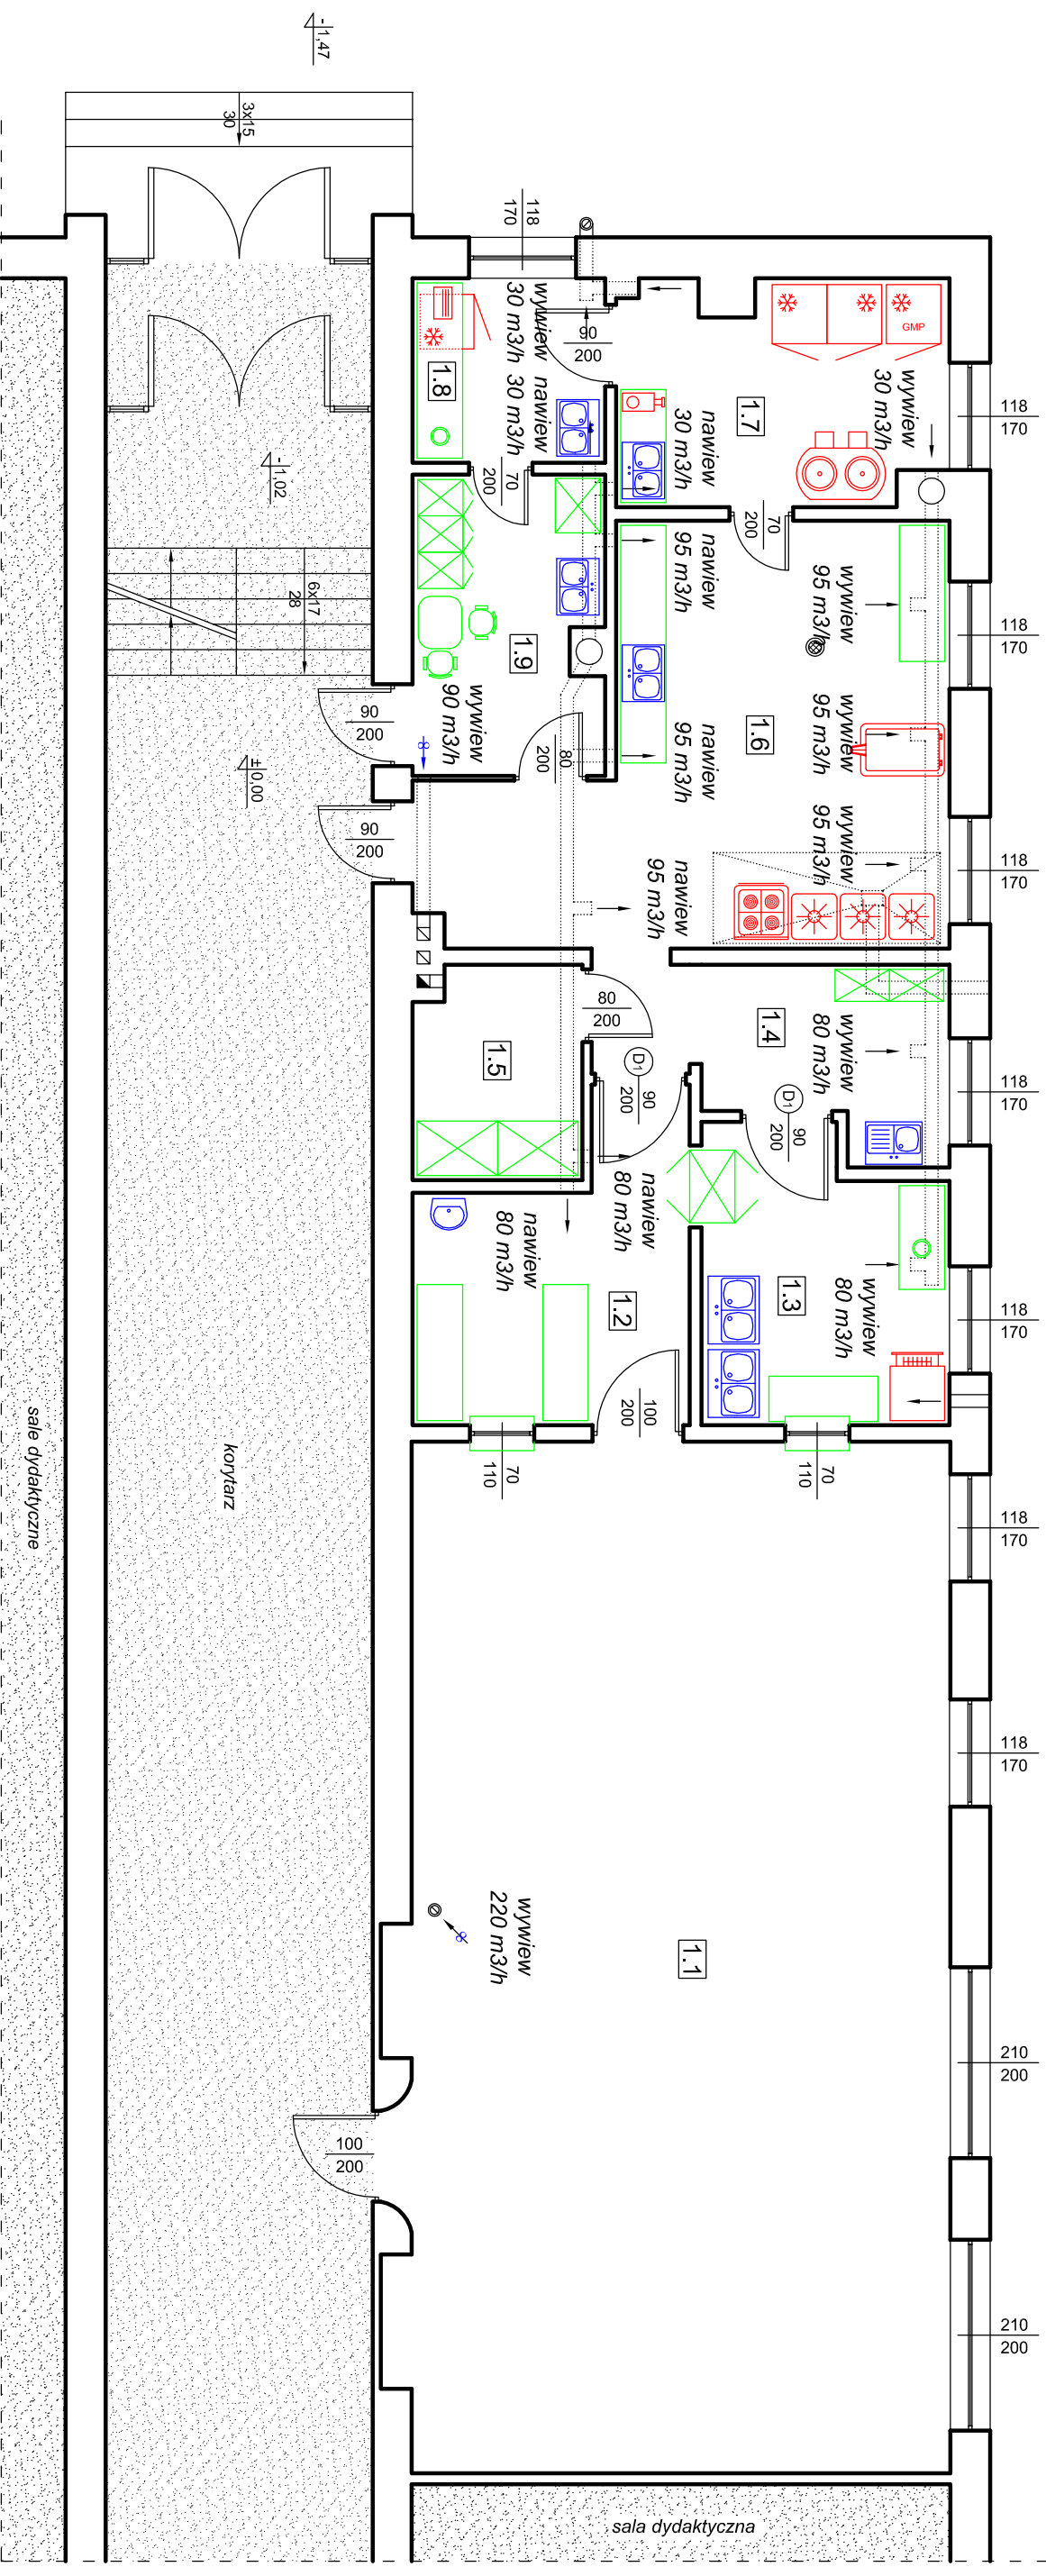 -1,47
3x15
30
118
170
wywiew
30 m3/h
nawiew
30 m3/h
1.8
90
200
GMP
wywiew
30 m3/h
1.7
nawiew
30 m3/h
118
170
70
200
70
200
-1,02
6x17
28
nawiew
95 m3/h
wywiew
95 m3/h
118
170
1.9
wywiew
90 m3/h
90
200
±0,00
80
200
nawiew
95 m3/h
1.6
wywiew
95 m3/h
90
200
wywiew
95 m3/h
118
170
nawiew
95 m3/h
80
200
1.5
D1
90
200
1.4
wywiew
80 m3/h
118
170
D1
90
200
nawiew
80 m3/h
nawiew
80 m3/h
1.2
1.3
wywiew
80 m3/h
118
170
100
200
70
110
70
110
sale dydaktyczne
korytarz
118
170
118
170
wywiew
220 m3/h
1.1
210
200
100
200
210
200
sala dydaktyczna